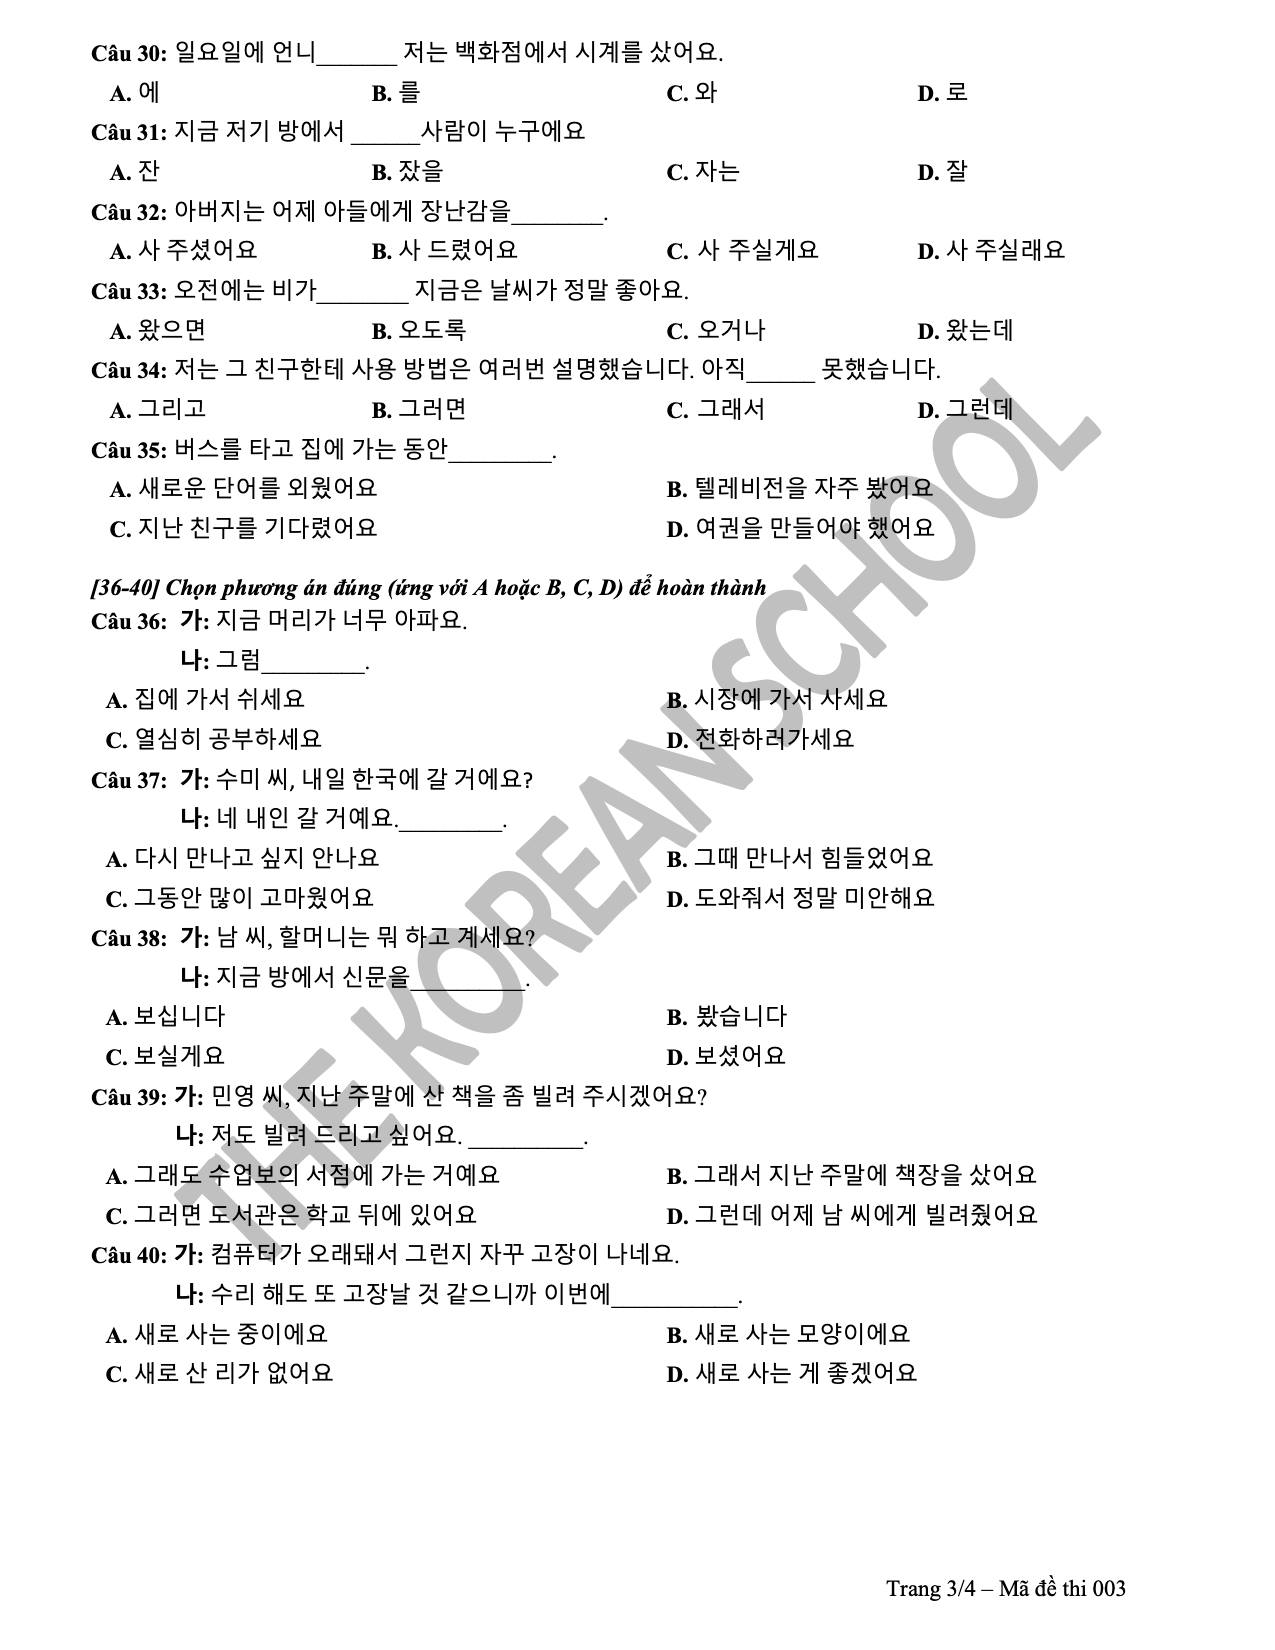 Câu 30: 일요일에 언니_______ 저는 백화점에서 시계를 샀어요.
A. 에 B. 를 C. 와 D. 로
Câu 31: 지금 저기 방에서 ______사람이 누구에요
A. 잔 B. 잤을 C. 자는 D. 잘
Câu 32: 아버지는 어제 아들에게 장난감을________.
A. 사 주셨어요 B. 사 드렸어요 C. 사 주실게요 D. 사 주실래요
Câu 33: 오전에는 비가________ 지금은 날씨가 정말 좋아요.
A. 왔으면 B. 오도록 C. 오거나 D. 왔는데
Câu 34: 저는 그 친구한테 사용 방법은 여러번 설명했습니다. 아직______ 못했습니다.
A. 그리고 B. 그러면 C. 그래서 D. 그런데
Câu 35: 버스를 타고 집에 가는 동안_________.
A. 새로운 단어를 외웠어요 B. 텔레비전을 자주 봤어요
C. 지난 친구를 기다렸어요 D. 여권을 만들어야 했어요
[36-40] Chọn phương án đúng (ứng với A hoặc B, C, D) để hoàn thành
Câu 36: 가: 지금 머리가 너무 아파요.
나: 그럼_________.
A. 집에 가서 쉬세요 B. 시장에 가서 사세요
C. 열심히 공부하세요 D. 전화하러가세요
Câu 37: 가: 수미 씨, 내일 한국에 갈 거에요?
나: 네 내인 갈 거예요._________.
A. 다시 만나고 싶지 안나요 B. 그때 만나서 힘들었어요
C. 그동안 많이 고마웠어요 D. 도와줘서 정말 미안해요
Câu 38: 가: 남 씨, 할머니는 뭐 하고 계세요?
나: 지금 방에서 신문을__________.
A. 보십니다 B. 봤습니다
C. 보실게요 D. 보셨어요
Câu 39: 가: 민영 씨, 지난 주말에 산 책을 좀 빌려 주시겠어요?
나: 저도 빌려 드리고 싶어요. __________.
A. 그래도 수업보의 서점에 가는 거예요 B. 그래서 지난 주말에 책장을 샀어요
C. 그러면 도서관은 학교 뒤에 있어요 D. 그런데 어제 남 씨에게 빌려줬어요
Câu 40: 가: 컴퓨터가 오래돼서 그런지 자꾸 고장이 나네요.
나: 수리 해도 또 고장날 것 같으니까 이번에___________.
A. 새로 사는 중이에요 B. 새로 사는 모양이에요
C. 새로 산 리가 없어요 D. 새로 사는 게 좋겠어요
THE KOREAN SCHOOL
Trang 3/4 – Mã đề thi 003